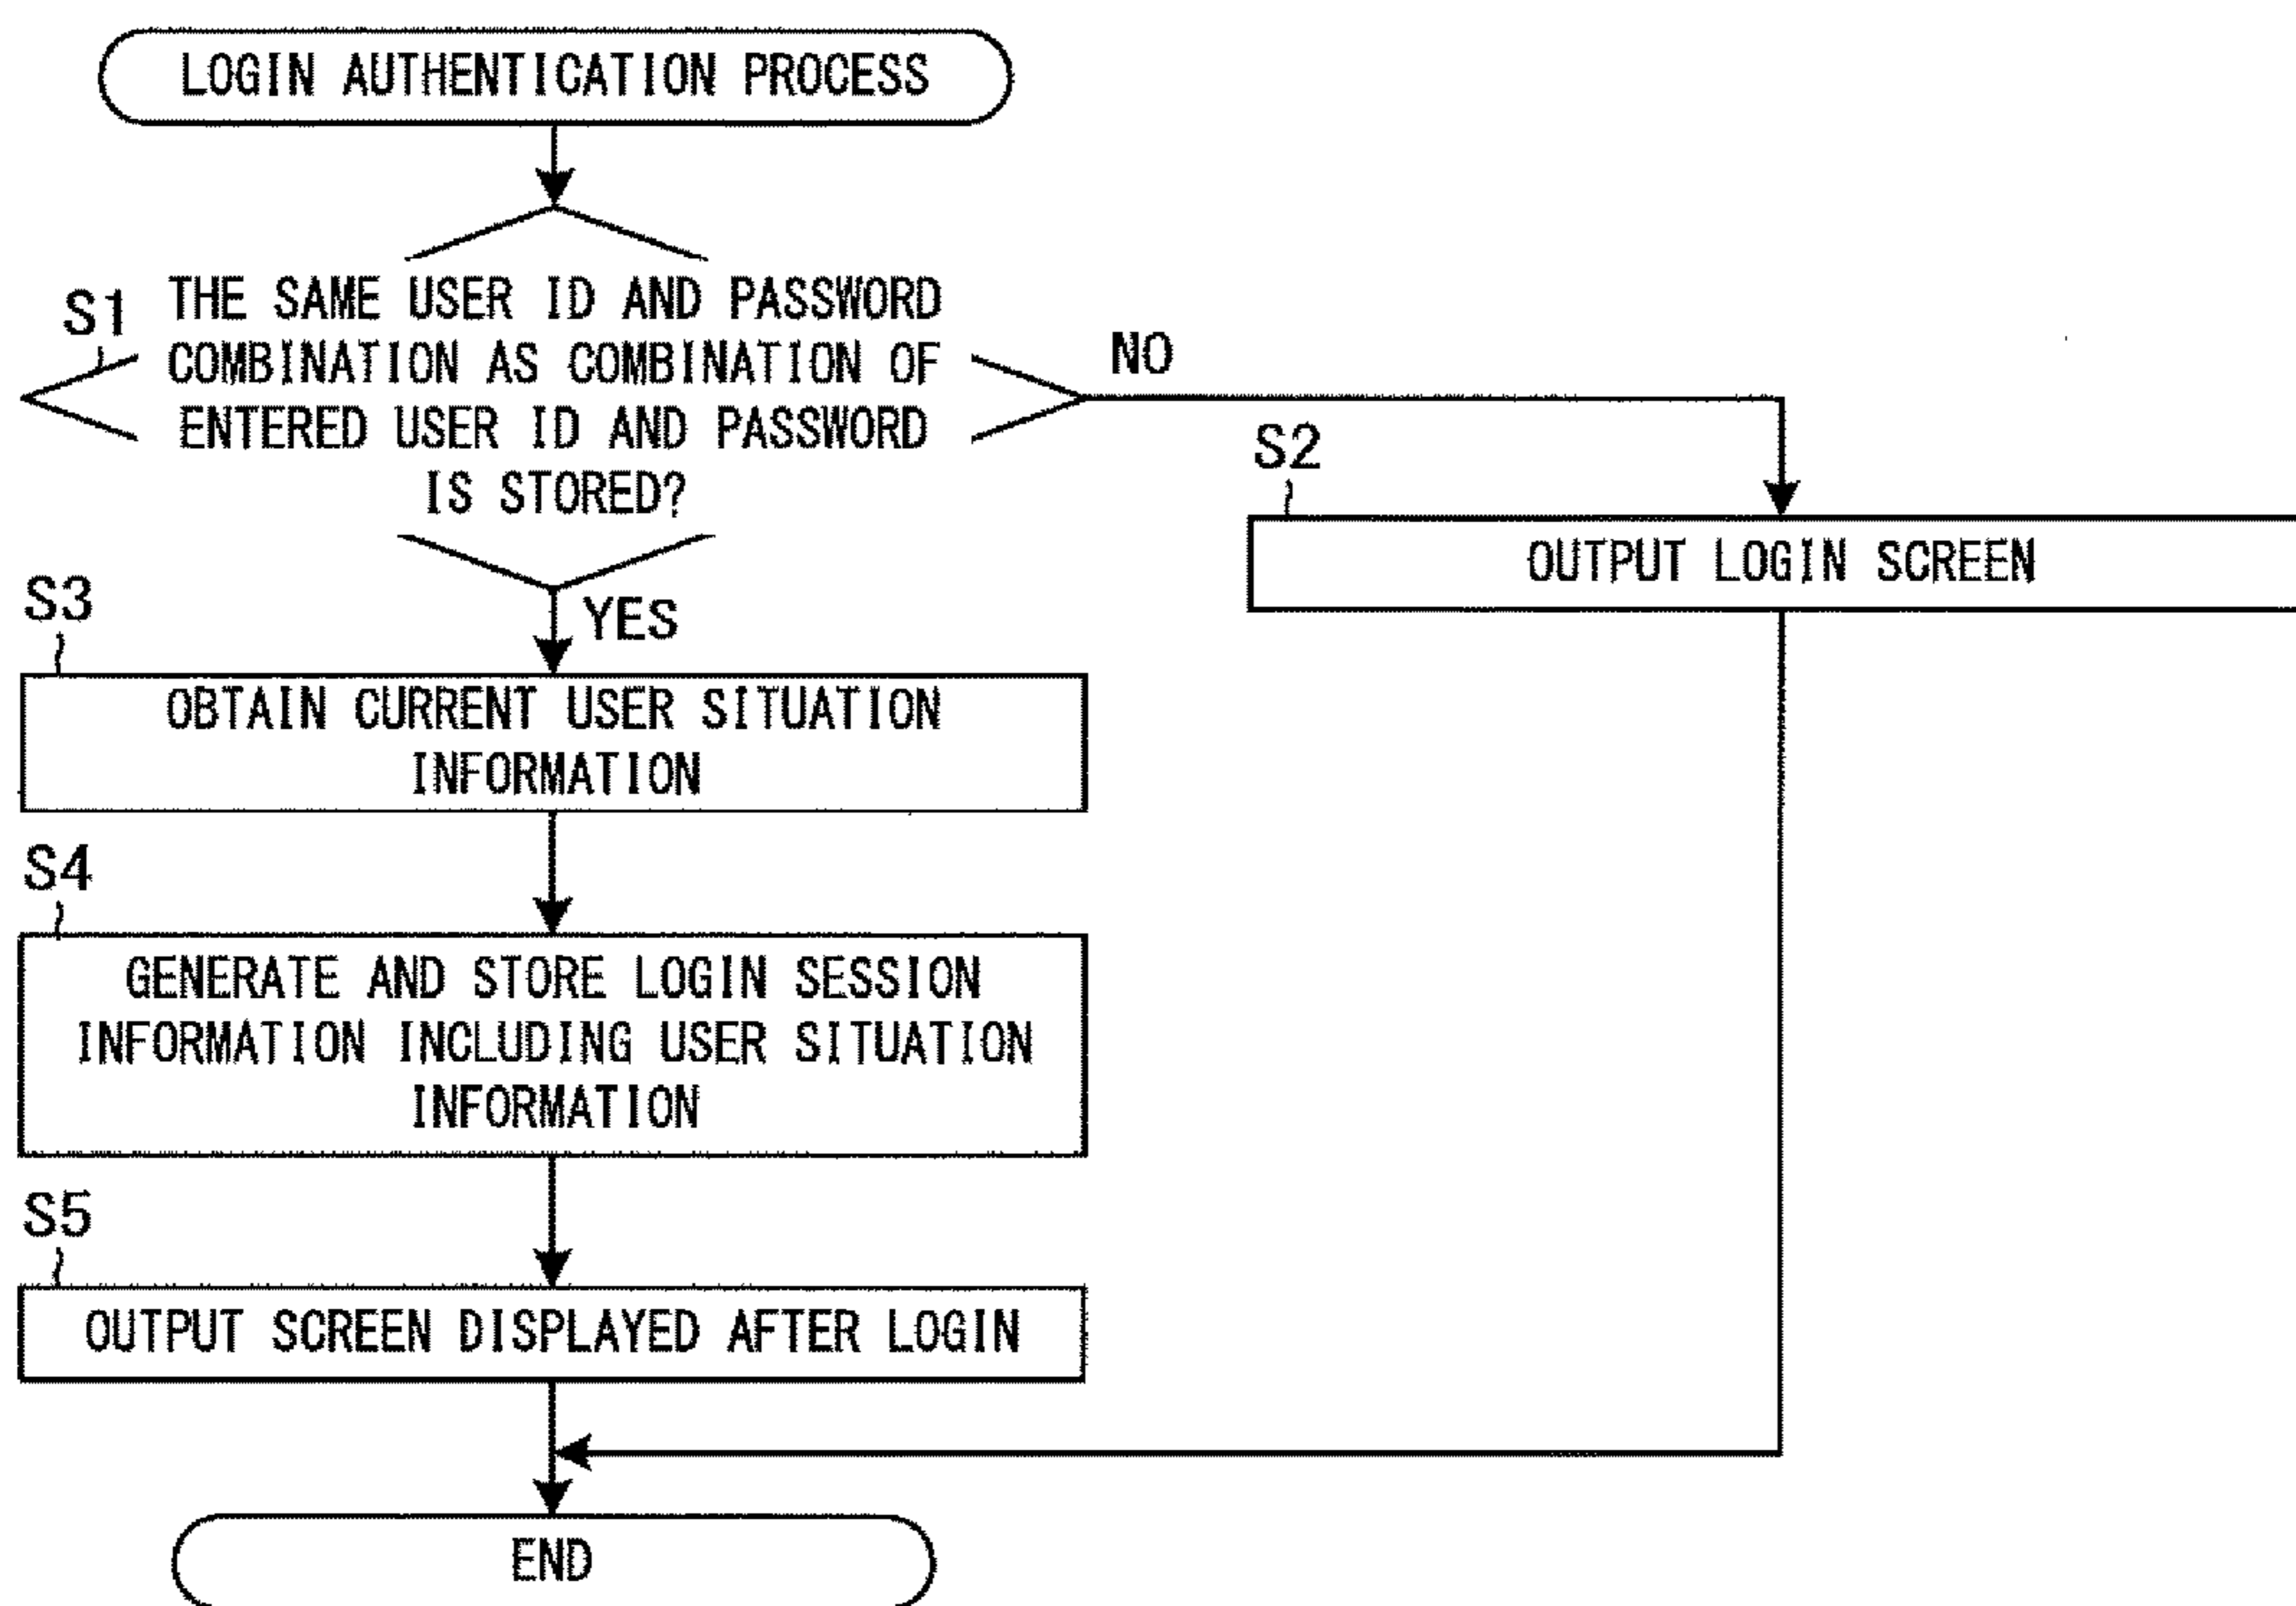 LOGIN AUTHENTICATION PROCESS
S1
THE SAME USER ID AND PASSWORD
COMBINATION AS COMBINATION OF
ENTERED USER ID AND PASSWORD
IS STORED?
NO
S2
OUTPUT LOGIN SCREEN
YES
S3
OBTAIN CURRENT USER SITUATION
INFORMATION
S4
GENERATE AND STORE LOGIN SESSION
INFORMATION INCLUDING USER SITUATION
INFORMATION
S5
OUTPUT SCREEN DISPLAYED AFTER LOGIN
END